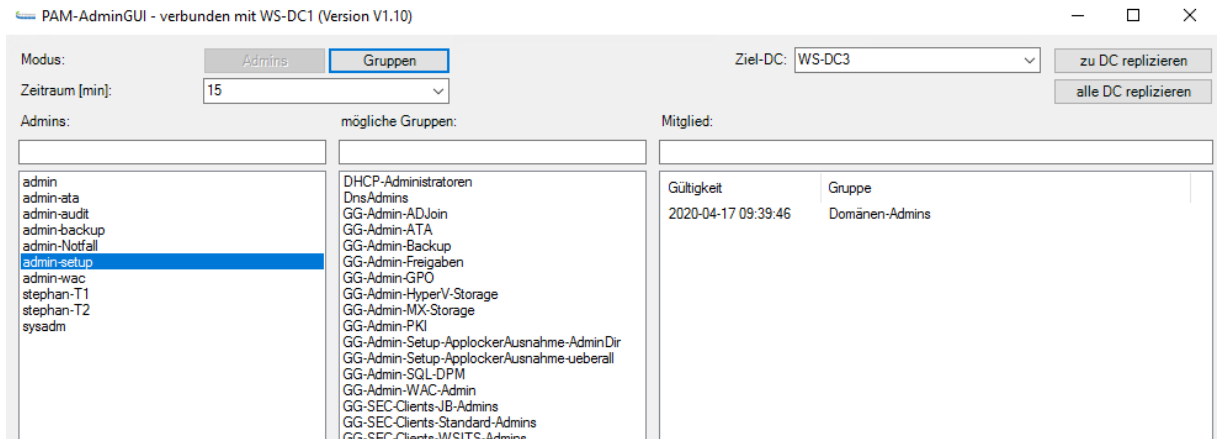 PAM-AdminGUI - verbunden mit WS-DC1 (Version V1.10)
Modus:
Admins
Gruppen
Ziel-DC:
WS-DC3
zu DC replizieren
Zeitraum [min]:
15
alle DC replizieren
Admins:
mögliche Gruppen:
Mitglied:
admin
admin-ata
admin-audit
admin-backup
admin-Notfall
admin-setup
admin-wac
stephan-T1
stephan-T2
sysadm
DHCP-Administratoren
DnsAdmins
GG-Admin-ADJoin
GG-Admin-ATA
GG-Admin-Backup
GG-Admin-Freigaben
GG-Admin-GPO
GG-Admin-HyperV-Storage
GG-Admin-MX-Storage
GG-Admin-PKI
GG-Admin-Setup-ApplockerAusnahme-AdminDir
GG-Admin-Setup-ApplockerAusnahme-ueberall
GG-Admin-SQL-DPM
GG-Admin-WAC-Admin
GG-SEC-Clients-JB-Admins
GG-SEC-Clients-Standard-Admins
GG-SEC-Clients-WSITS-Admins
Gültigkeit Gruppe
2020-04-17 09:39:46 Domänen-Admins